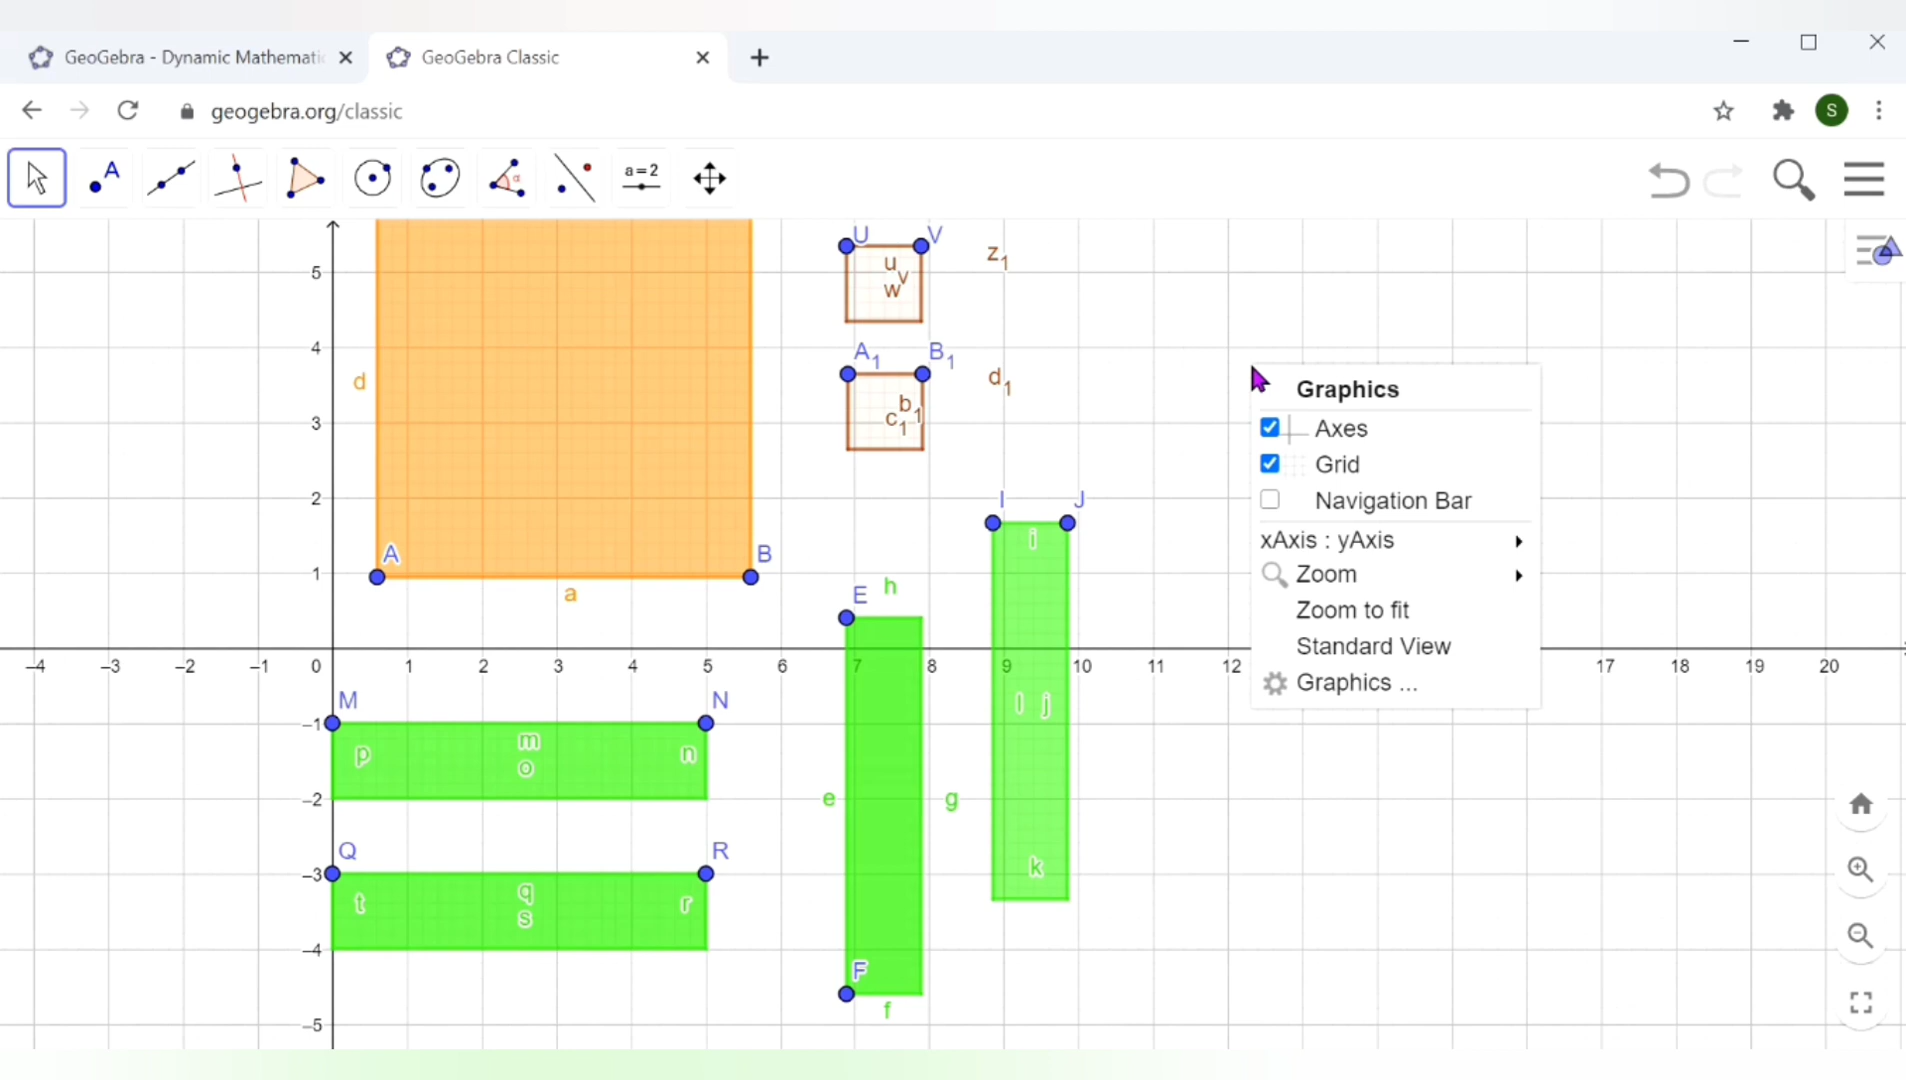 GeoGebra - Dynamic Mathematic
GeoGebra Classic
geogebra.org/classic
S
A
α
a=2
U V
u
v
w
z1
A1 B1
d1
b1
c1
5
4
3
2
1
d
A B
a
I J
i
E h
–4 –3 –2 –1 0 1 2 3 4 5 6 7 8 9 10 11 12 17 18 19 20
M N
–1
p m n
o
–2
l j
e g
Q R
–3
t q r
s
k
–4
F
f
–5
Graphics
Axes
Grid
Navigation Bar
xAxis : yAxis
Zoom
Zoom to fit
Standard View
Graphics ...